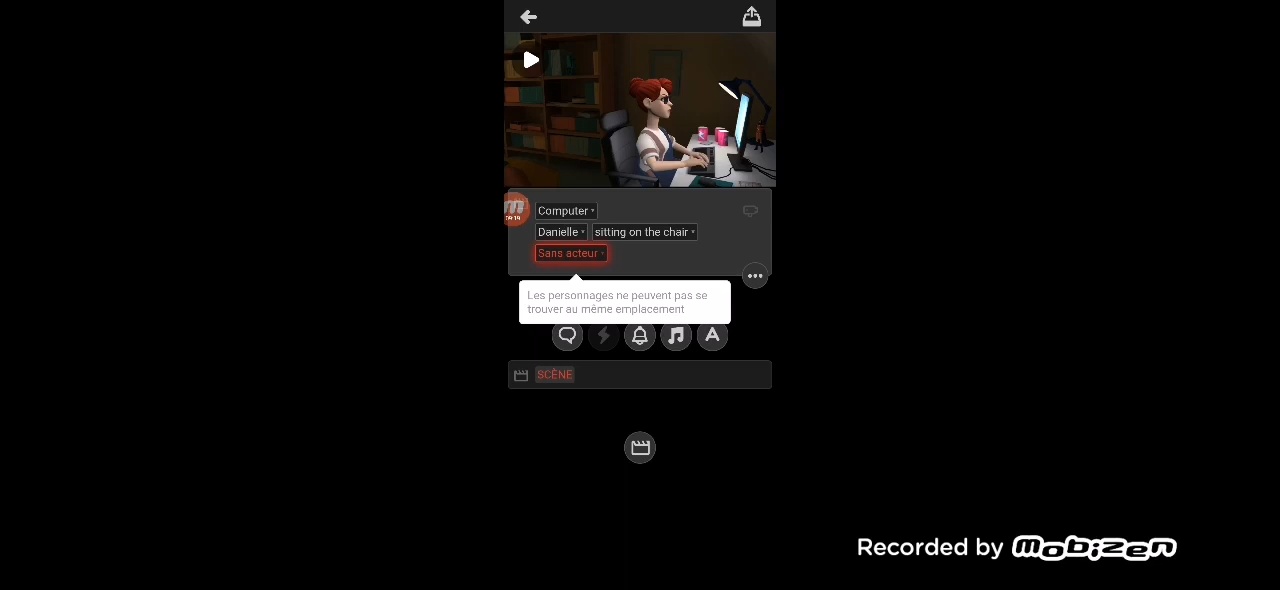 Computer
Danielle sitting on the chair
Sans acteur
Les personnages ne peuvent pas se
trouver au même emplacement
SCÈNE
Recorded by mobizen